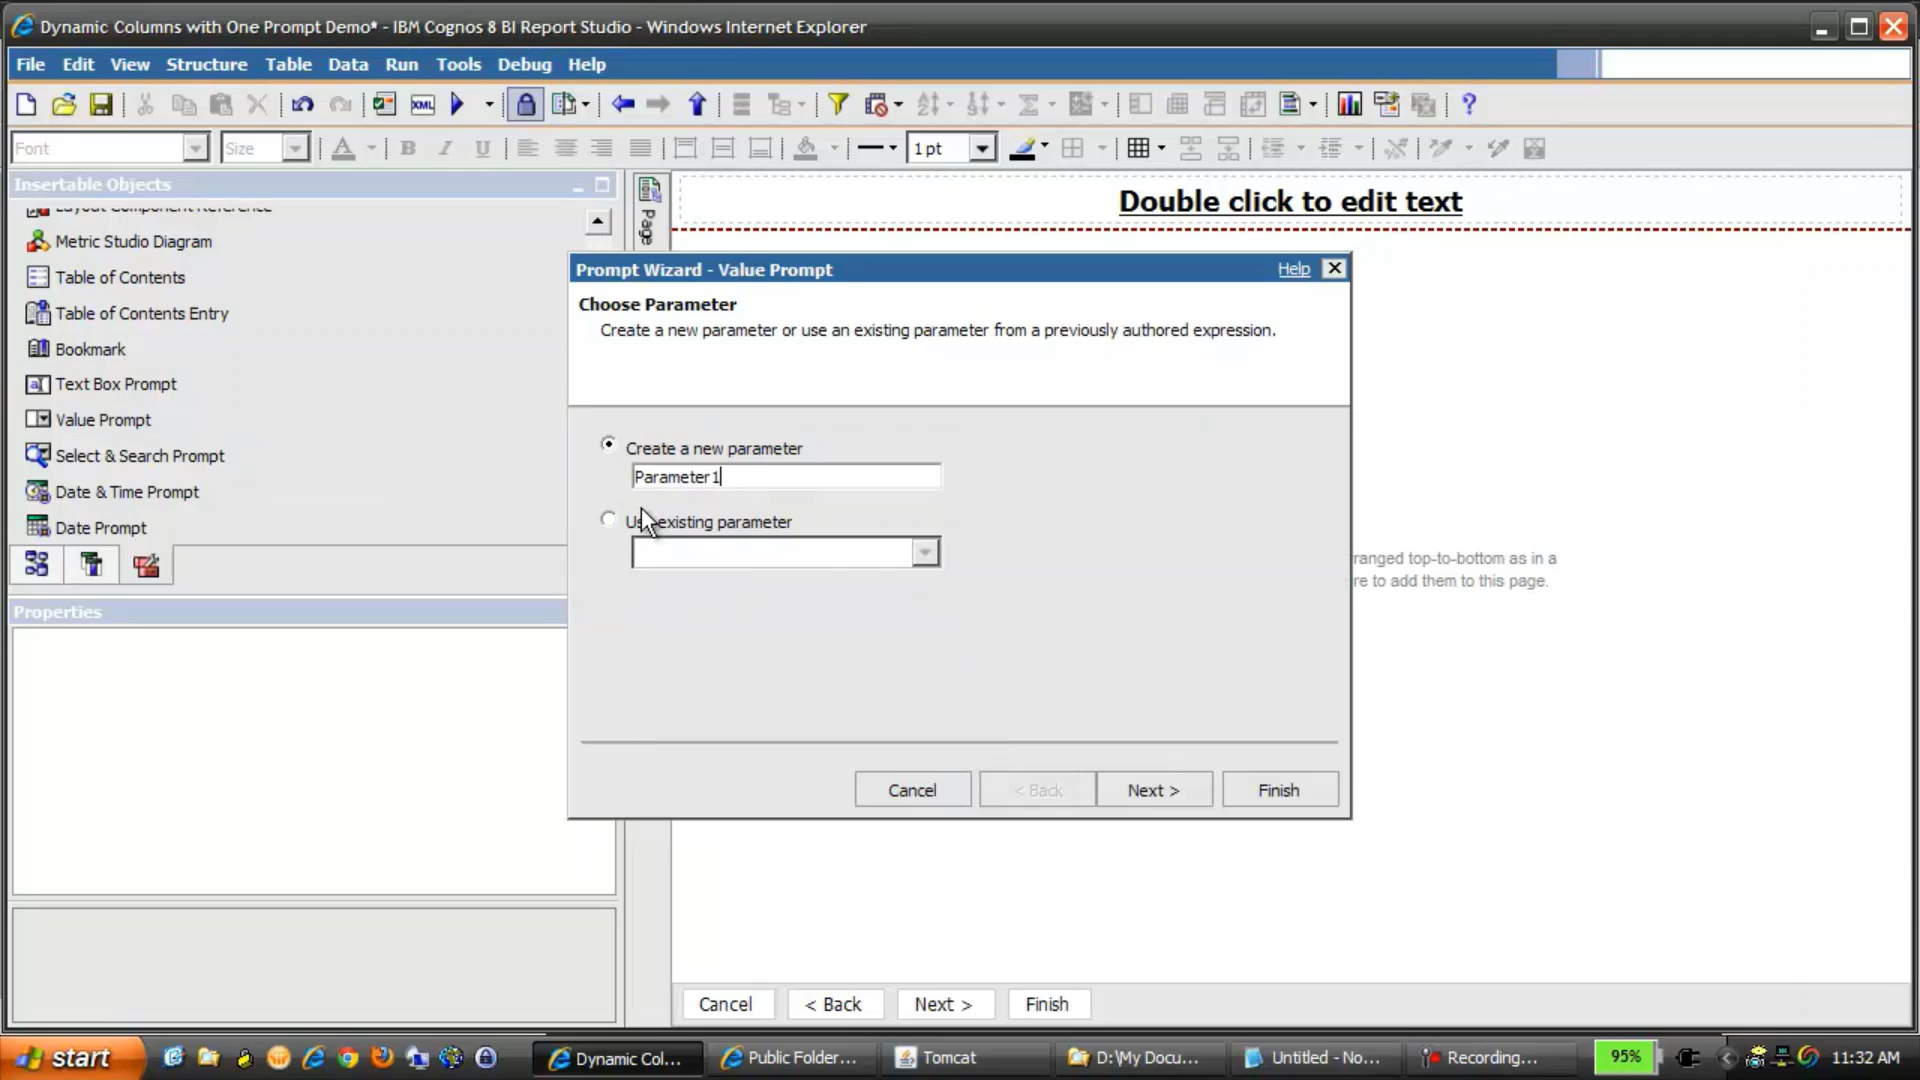 Dynamic Columns with One Prompt Demo* - IBM Cognos 8 BI Report Studio - Windows Internet Explorer
File Edit View Structure Table Data Run Tools Debug Help
XML
Font Size A B I U 1 pt
Insertable Objects
Layout Component Reference
Metric Studio Diagram
Table of Contents
Table of Contents Entry
Bookmark
Text Box Prompt
Value Prompt
Select & Search Prompt
Date & Time Prompt
Date Prompt
Properties
Page
Double click to edit text
Prompt Wizard - Value Prompt Help
Choose Parameter
Create a new parameter or use an existing parameter from a previously authored expression.
Create a new parameter
Parameter1
existing parameter
Cancel < Back Next > Finish
ranged top-to-bottom as in a
re to add them to this page.
Cancel < Back Next > Finish
start Dynamic Col... Public Folder... Tomcat D:\My Docu... Untitled - No... Recording... 95% 11:32 AM